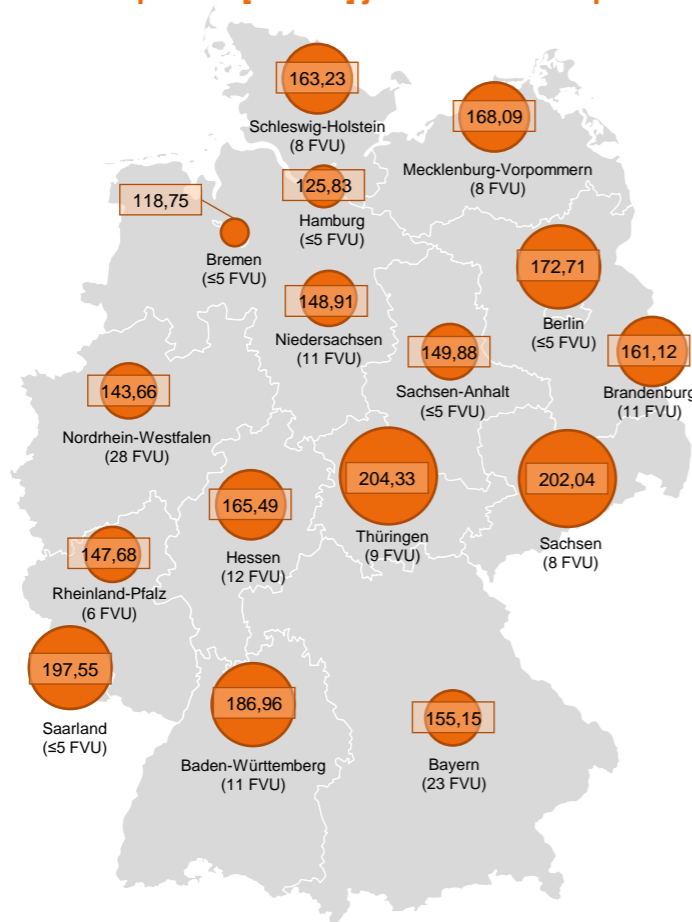 163,23
Schleswig-Holstein
(8 FVU)
168,09
Mecklenburg-Vorpommern
(8 FVU)
118,75
Bremen
(≤5 FVU)
125,83
Hamburg
(≤5 FVU)
172,71
Berlin
(≤5 FVU)
148,91
Niedersachsen
(11 FVU)
149,88
Sachsen-Anhalt
(≤5 FVU)
161,12
Brandenburg
(11 FVU)
143,66
Nordrhein-Westfalen
(28 FVU)
204,33
Thüringen
(9 FVU)
202,04
Sachsen
(8 FVU)
165,49
Hessen
(12 FVU)
147,68
Rheinland-Pfalz
(6 FVU)
197,55
Saarland
(≤5 FVU)
186,96
Baden-Württemberg
(11 FVU)
155,15
Bayern
(23 FVU)